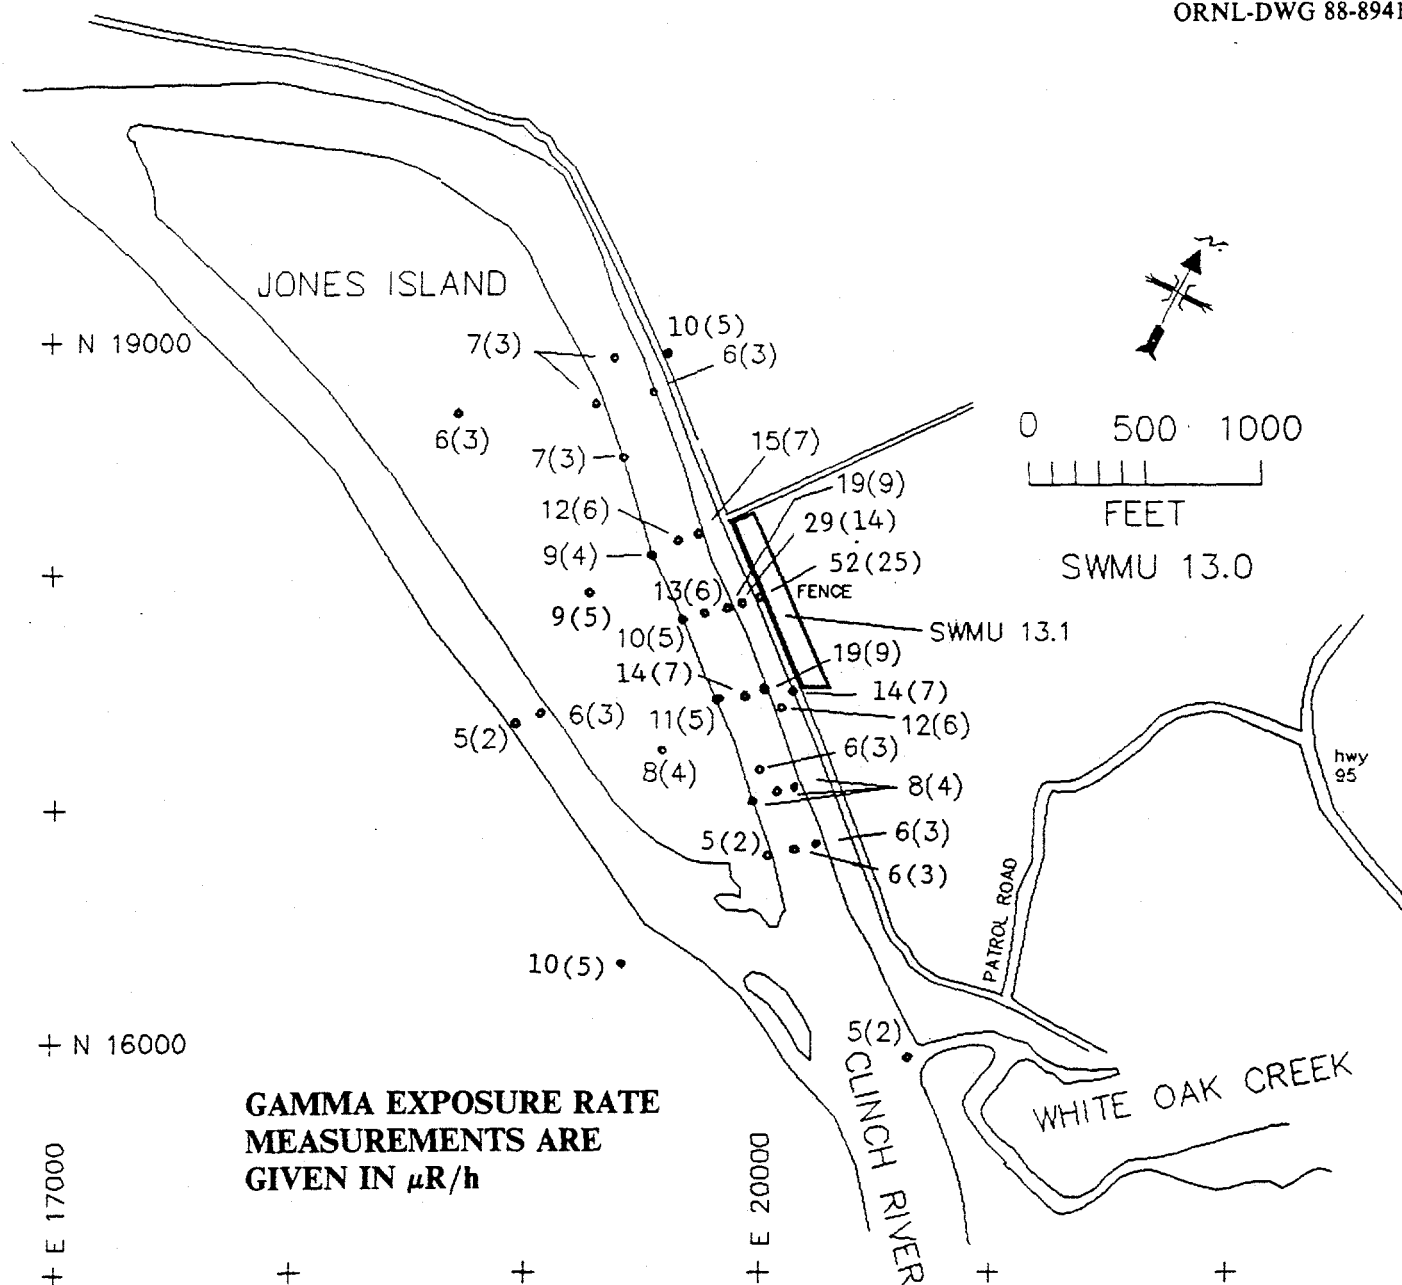 ORNL-DWG 88-8941
JONES ISLAND
N 19000
7(3)
10(5)
6(3)
6(3)
7(3)
15(7)
0 500 1000
FEET
SWMU 13.0
12(6)
19(9)
29(14)
9(4)
52(25)
13(6)
FENCE
9(5)
10(5)
SWMU 13.1
14(7)
19(9)
14(7)
11(5)
12(6)
6(3)
5(2)
8(4)
6(3)
8(4)
hwy
95
5(2)
6(3)
6(3)
PATROL ROAD
10(5)
N 16000
5(2)
CLINCH RIVER
WHITE OAK CREEK
GAMMA EXPOSURE RATE
MEASUREMENTS ARE
GIVEN IN μR/h
E 17000
E 20000